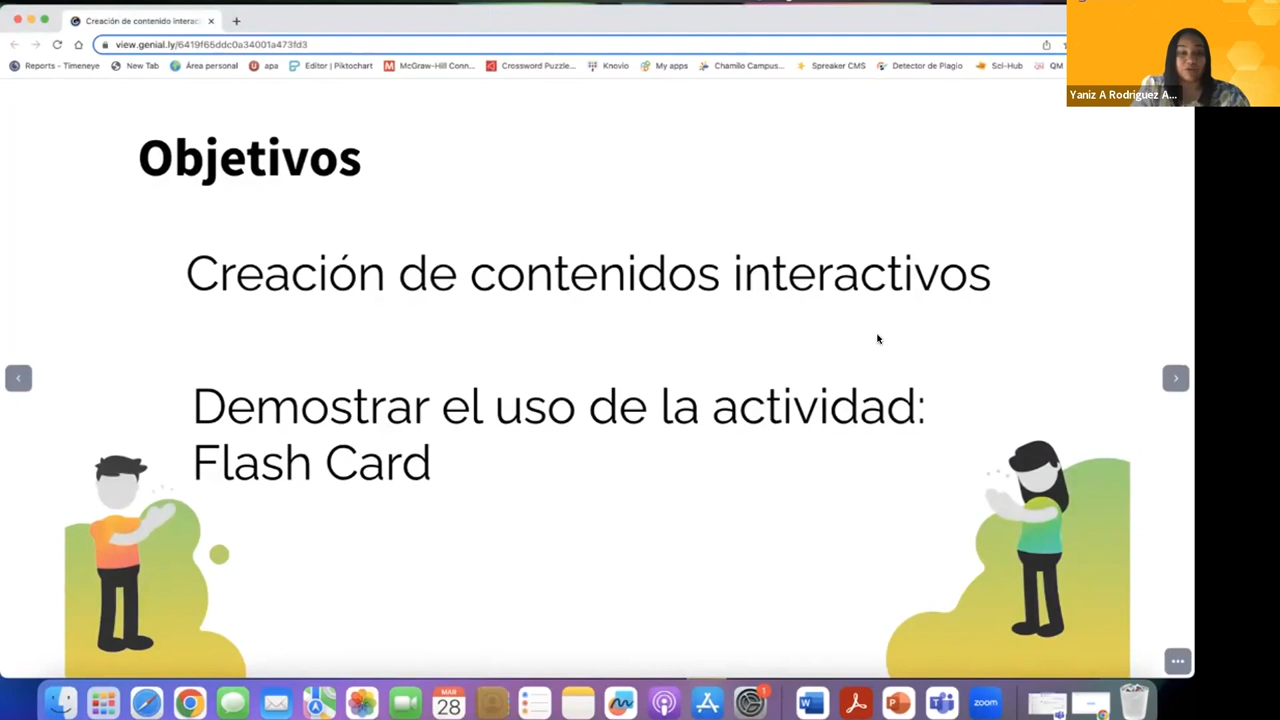 Creación de contenido interac
view.genial.ly/6419f65ddc0a34001a473fd3
Reports - Timeneye
New Tab
Área personal
apa
Editor | Piktochart
McGraw-Hill Conn...
Crossword Puzzle...
Knovio
My apps
Chamilo Campus...
Spreaker CMS
Detector de Plagio
Sci-Hub
QM
Yaniz A Rodriguez A...
Objetivos
Creación de contenidos interactivos
Demostrar el uso de la actividad:
Flash Card
MAR
28
1
zoom